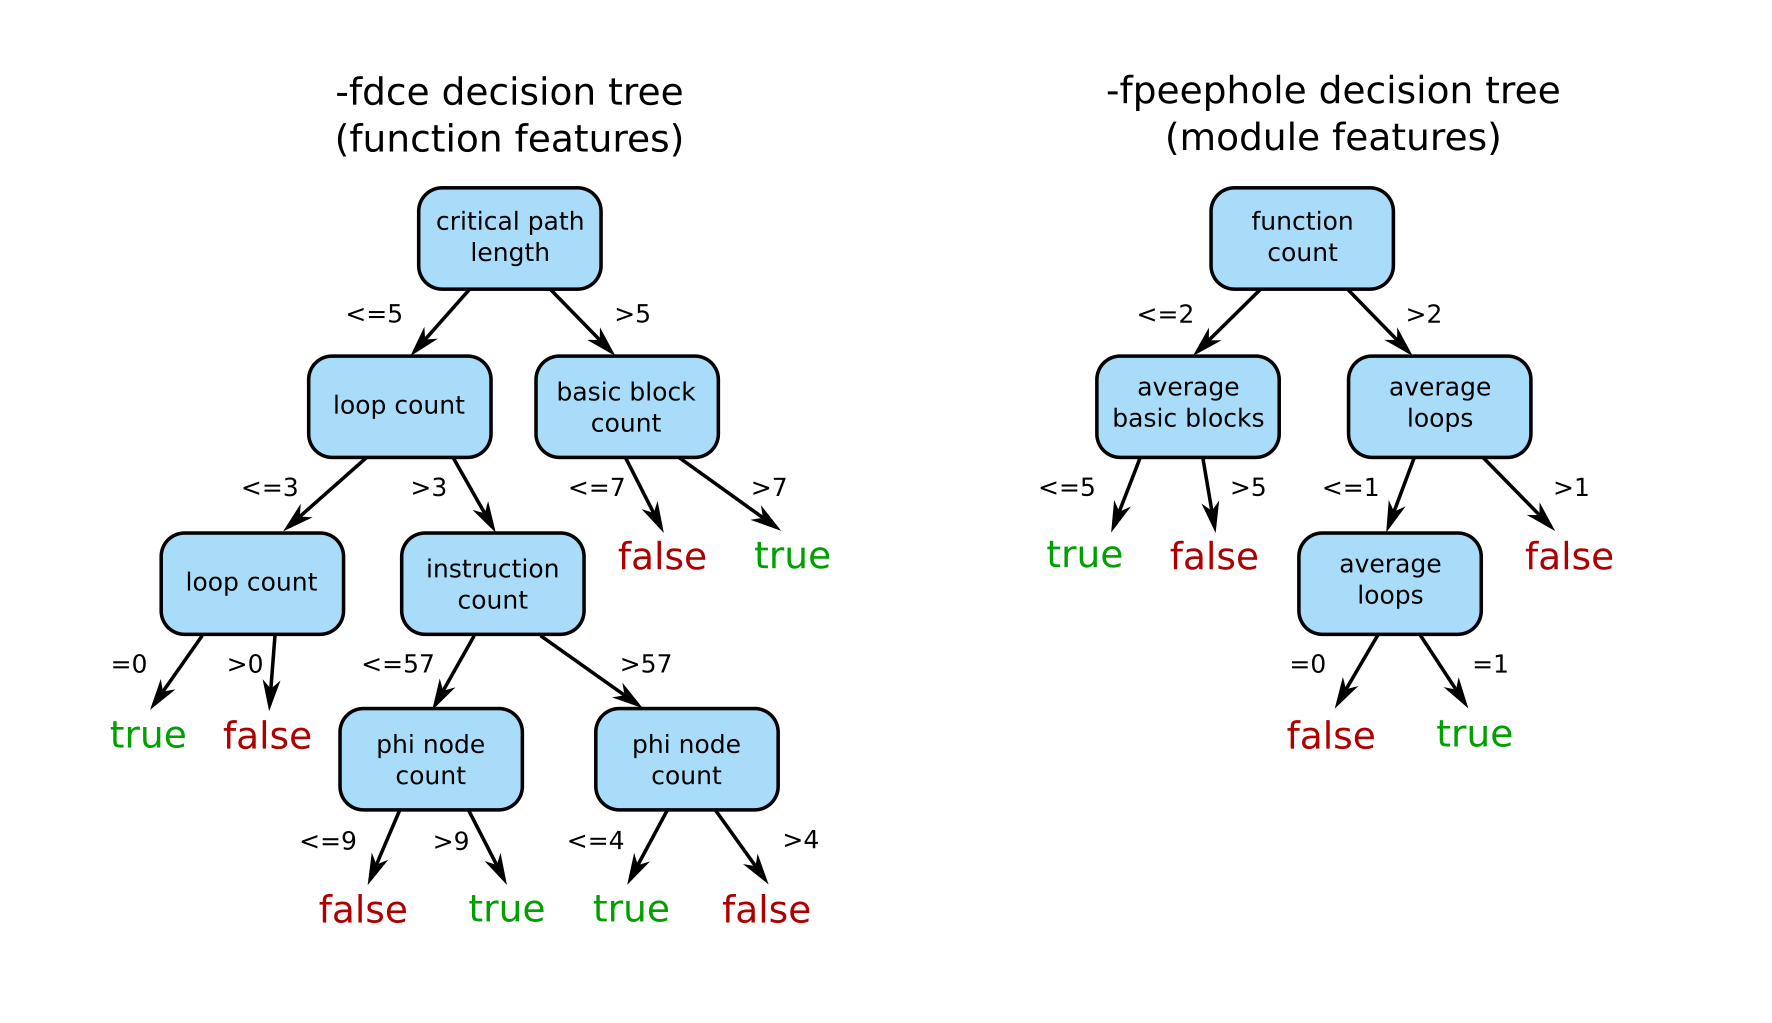 -fdce decision tree
(function features)
critical path
length
<=5
>5
loop count
basic block
count
<=3
>3
<=7
>7
loop count
instruction
count
false
true
=0
>0
<=57
>57
true
false
phi node
count
phi node
count
<=9
>9
<=4
>4
false
true
true
false
-fpeephole decision tree
(module features)
function
count
<=2
>2
average
basic blocks
average
loops
<=5
>5
<=1
>1
true
false
average
loops
false
=0
=1
false
true